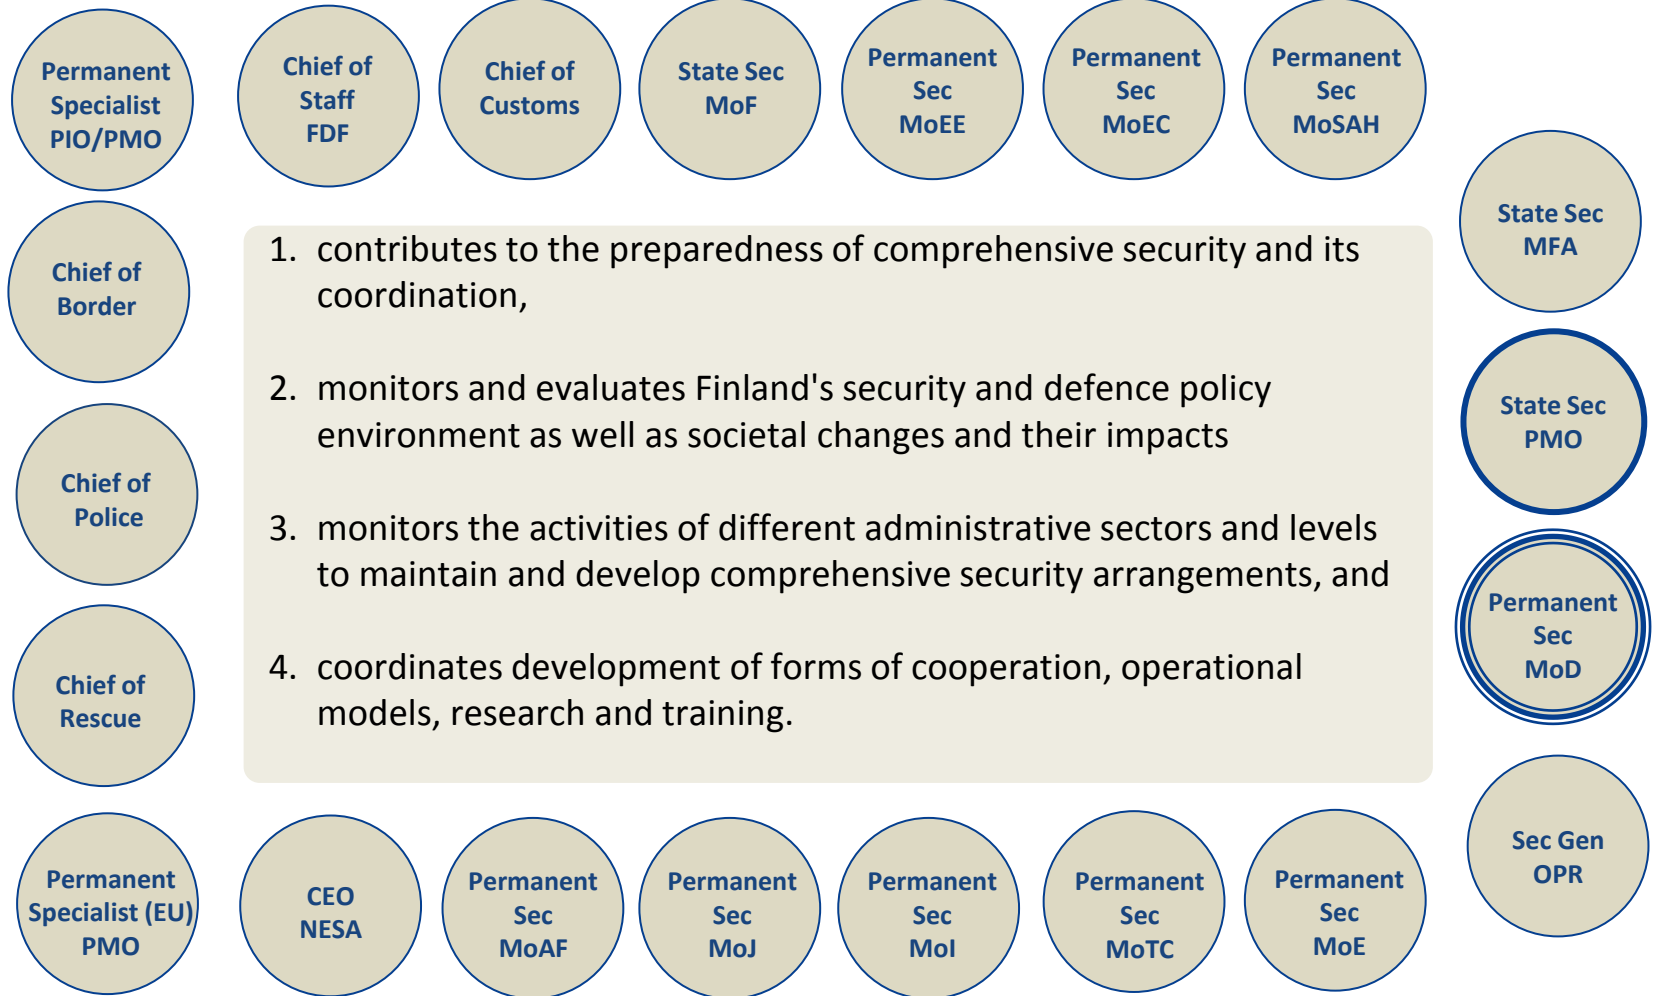 Permanent
Specialist
PIO/PMO
Chief of
Staff
FDF
Chief of
Customs
State Sec
MoF
Permanent
Sec
MoEE
Permanent
Sec
MoEC
Permanent
Sec
MoSAH
State Sec
MFA
State Sec
PMO
Permanent
Sec
MoD
Sec Gen
OPR
Chief of
Border
Chief of
Police
Chief of
Rescue
1. contributes to the preparedness of comprehensive security and its
coordination,
2. monitors and evaluates Finland's security and defence policy
environment as well as societal changes and their impacts
3. monitors the activities of different administrative sectors and levels
to maintain and develop comprehensive security arrangements, and
4. coordinates development of forms of cooperation, operational
models, research and training.
Permanent
Specialist (EU)
PMO
CEO
NESA
Permanent
Sec
MoAF
Permanent
Sec
MoJ
Permanent
Sec
MoI
Permanent
Sec
MoTC
Permanent
Sec
MoE